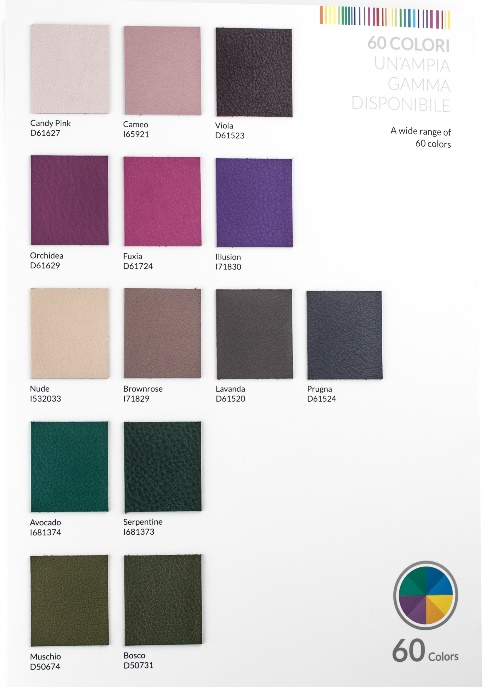 60 COLORI
UN'AMPIA
GAMMA
DISPONIBILE
A wide range of
60 colors
Candy Pink
D61627
Cameo
I65921
Viola
D61523
Orchidea
D61629
Fuxia
D61724
Illusion
I71830
Nude
I532033
Brownrose
I71829
Lavanda
D61520
Prugna
D61524
Avocado
I681374
Serpentine
I681373
Muschio
D50674
Bosco
D50731
60 Colors